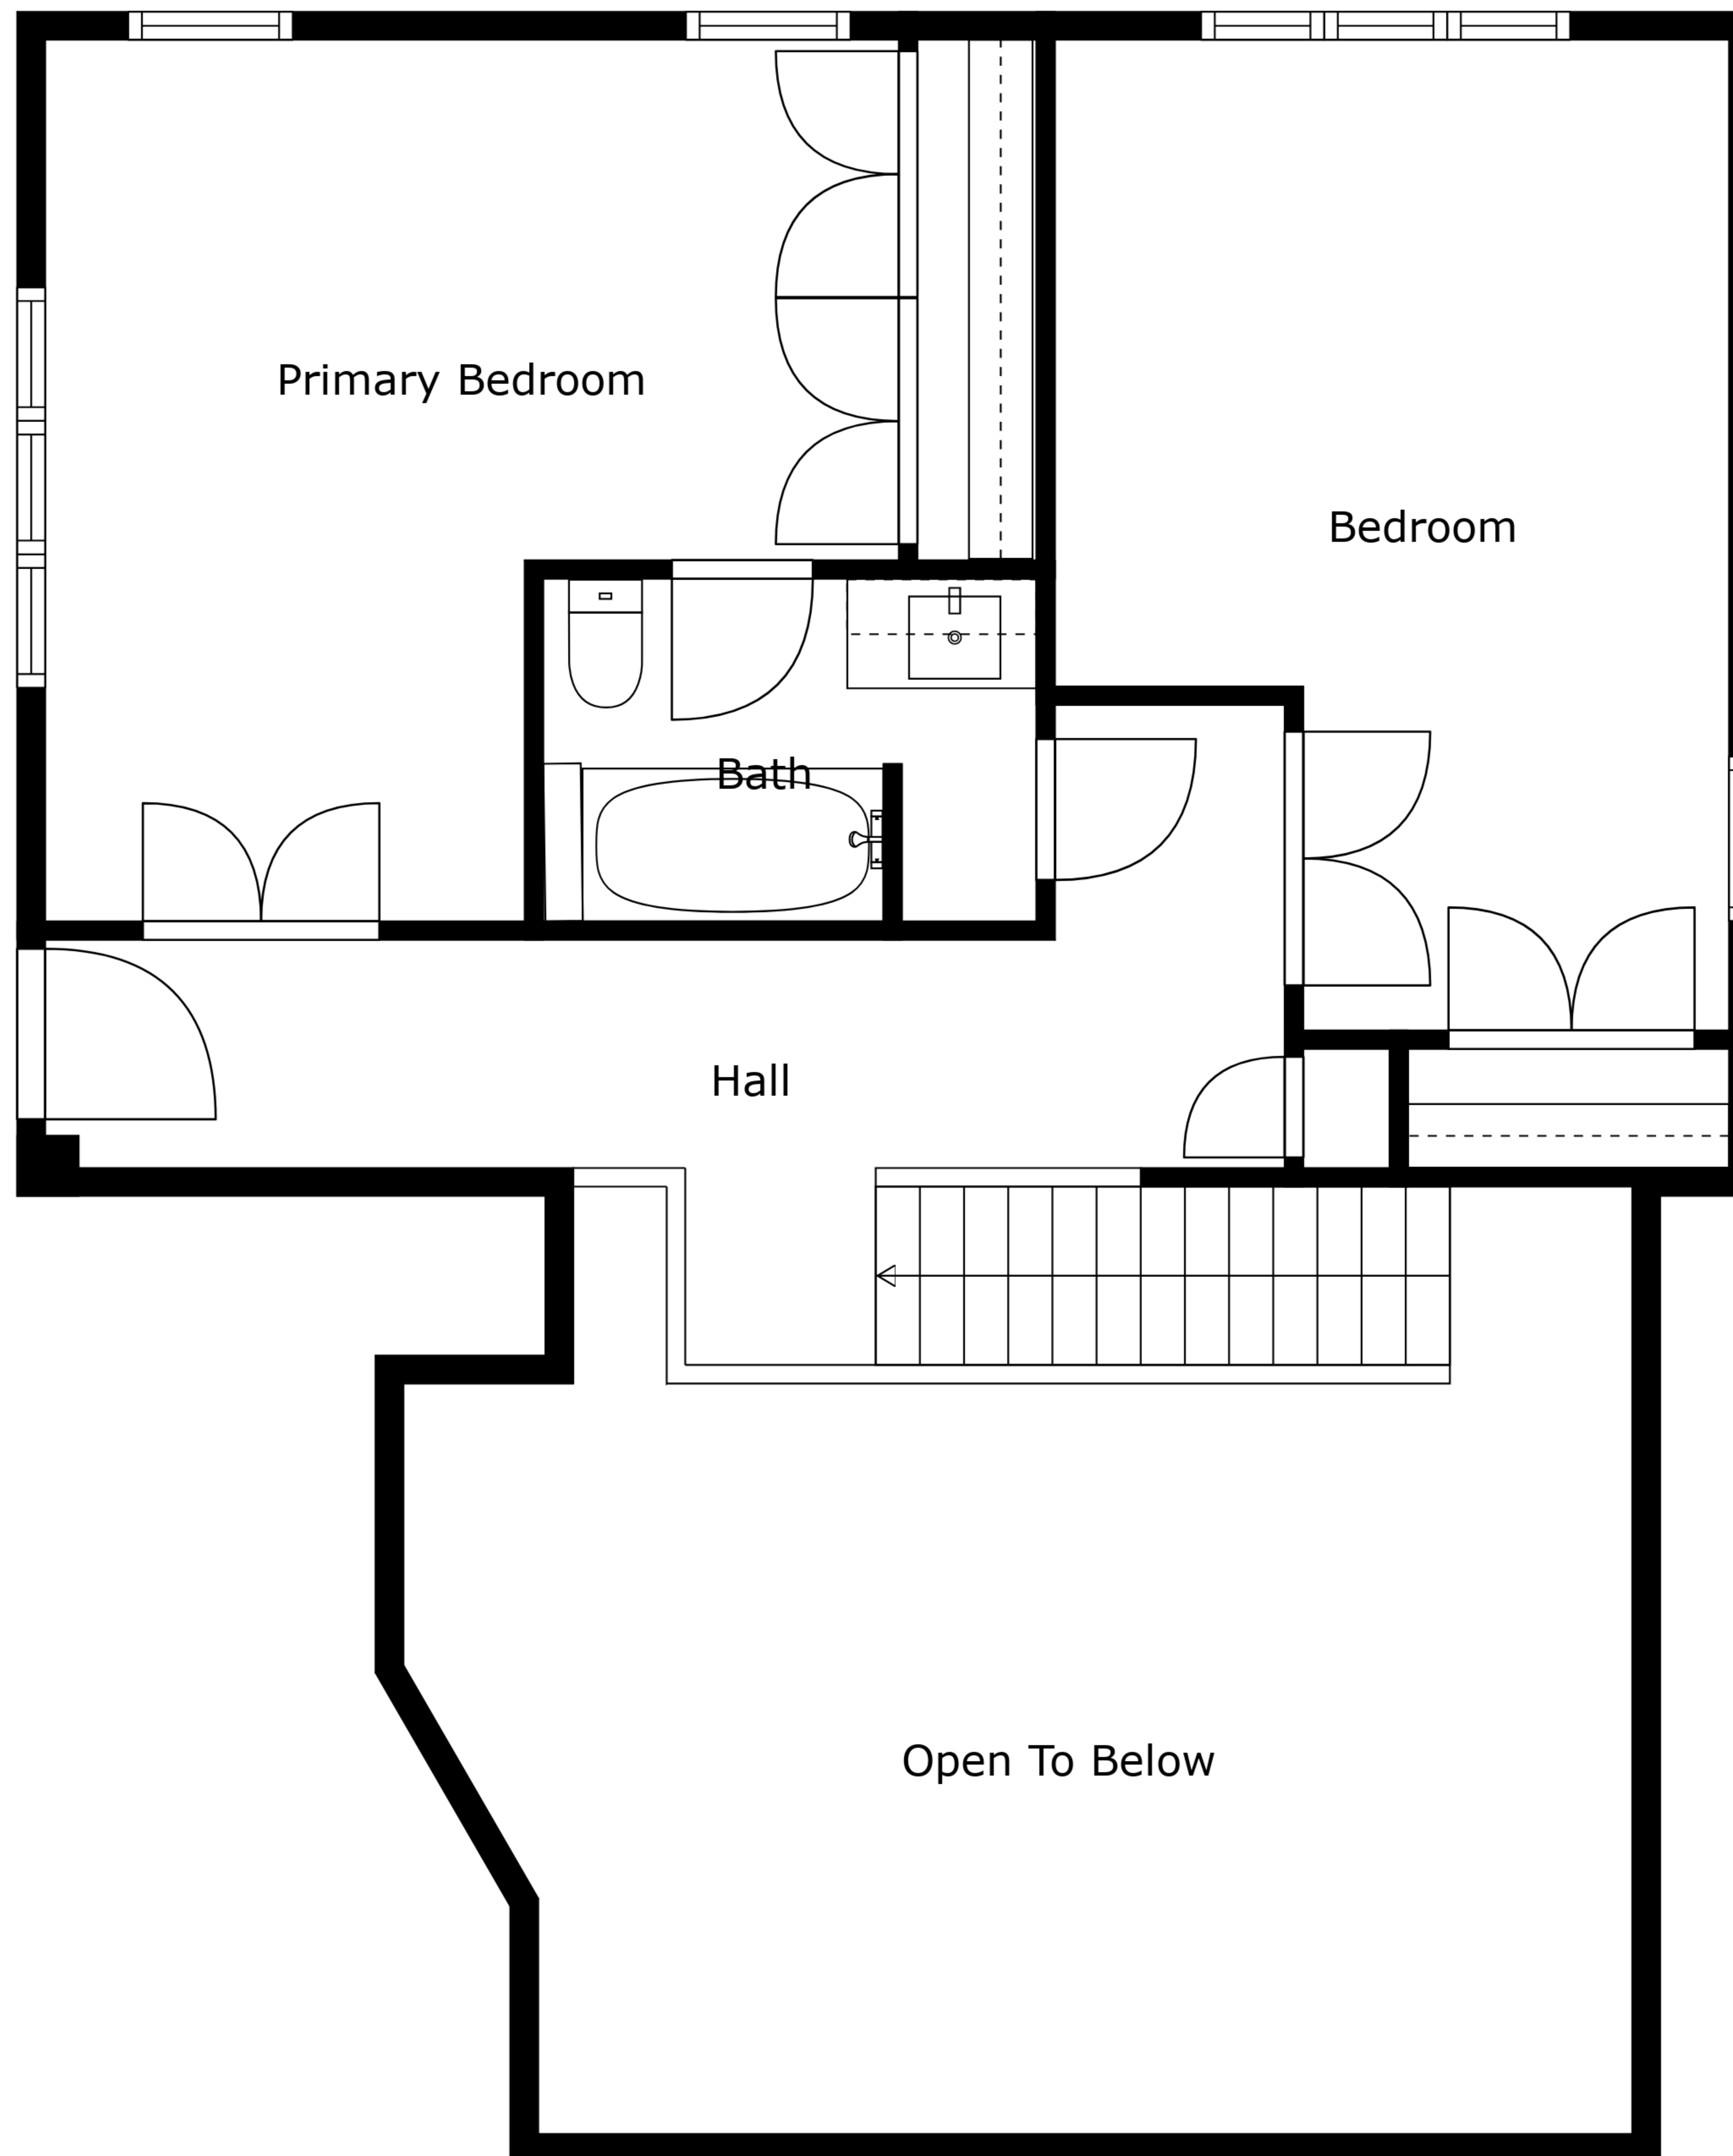 Primary Bedroom
Bedroom
Bath
Hall
Open To Below